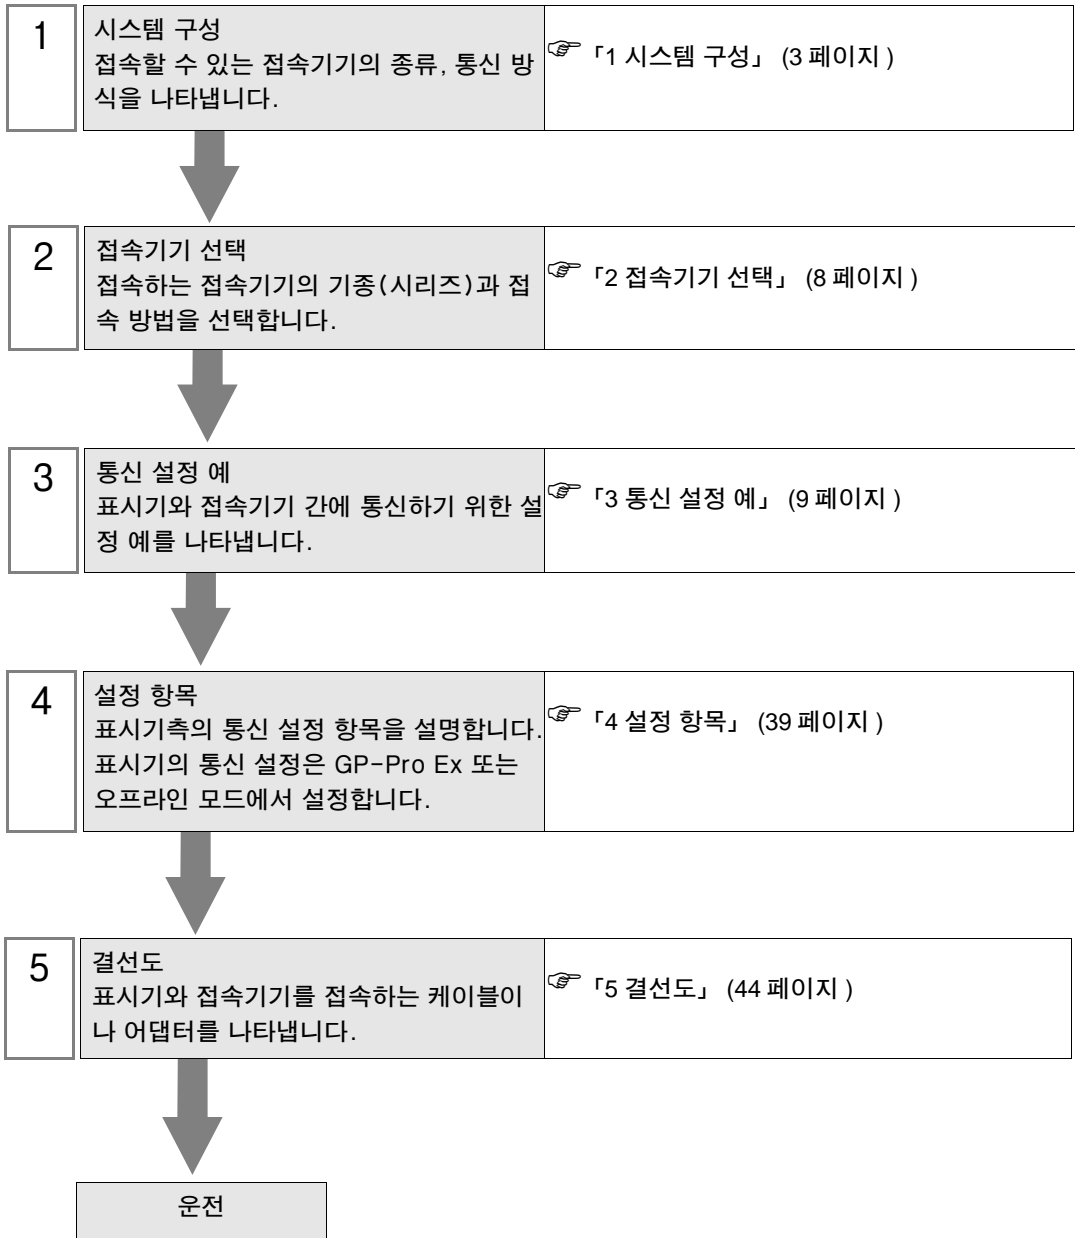 1
시스템 구성
접속할 수 있는 접속기기의 종류, 통신 방
식을 나타냅니다.
☞ 「1 시스템 구성」 (3 페이지 )
2
접속기기 선택
접속하는 접속기기의 기종(시리즈)과 접
속 방법을 선택합니다.
☞ 「2 접속기기 선택」 (8 페이지 )
3
통신 설정 예
표시기와 접속기기 간에 통신하기 위한 설
정 예를 나타냅니다.
☞ 「3 통신 설정 예」 (9 페이지 )
4
설정 항목
표시기측의 통신 설정 항목을 설명합니다.
표시기의 통신 설정은 GP-Pro Ex 또는
오프라인 모드에서 설정합니다.
☞ 「4 설정 항목」 (39 페이지 )
5
결선도
표시기와 접속기기를 접속하는 케이블이
나 어댑터를 나타냅니다.
☞ 「5 결선도」 (44 페이지 )
운전